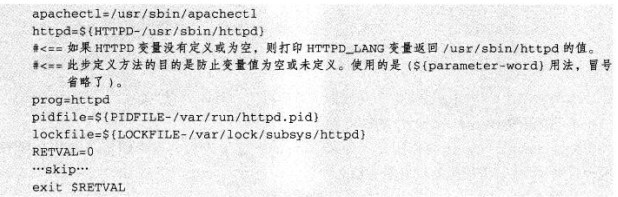 apachectl=/usr/sbin/apachectl
httpd=${HTTPD-/usr/sbin/httpd}
#<== 如果 HTTPD 变量没有定义或为空，则打印 HTTPD_LANG 变量返回 /usr/sbin/httpd 的值。
#<== 此步定义方法的目的是防止变量值为空或未定义。使用的是 (${parameter-word} 用法，冒号
省略了 )。
prog=httpd
pidfile=${PIDFILE-/var/run/httpd.pid}
lockfile=${LOCKFILE-/var/lock/subsys/httpd}
RETVAL=0
…skip…
exit $RETVAL